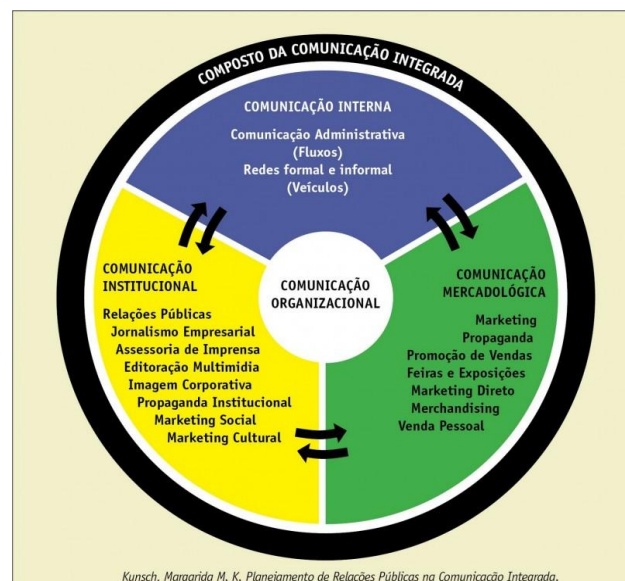 COMPOSTO DA COMUNICAÇÃO INTEGRADA
COMUNICAÇÃO INTERNA
Comunicação Administrativa
(Fluxos)
Redes formal e informal
(Veículos)
COMUNICAÇÃO
INSTITUCIONAL
Relações Públicas
Jornalismo Empresarial
Assessoria de Imprensa
Editoração Multimidia
Imagem Corporativa
Propaganda Institucional
Marketing Social
Marketing Cultural
COMUNICAÇÃO
ORGANIZACIONAL
COMUNICAÇÃO
MERCADOLÓGICA
Marketing
Propaganda
Promoção de Vendas
Feiras e Exposições
Marketing Direto
Merchandising
Venda Pessoal
Kunsch, Margarida M. K. Planejamento de Relações Públicas na Comunicação Integrada.